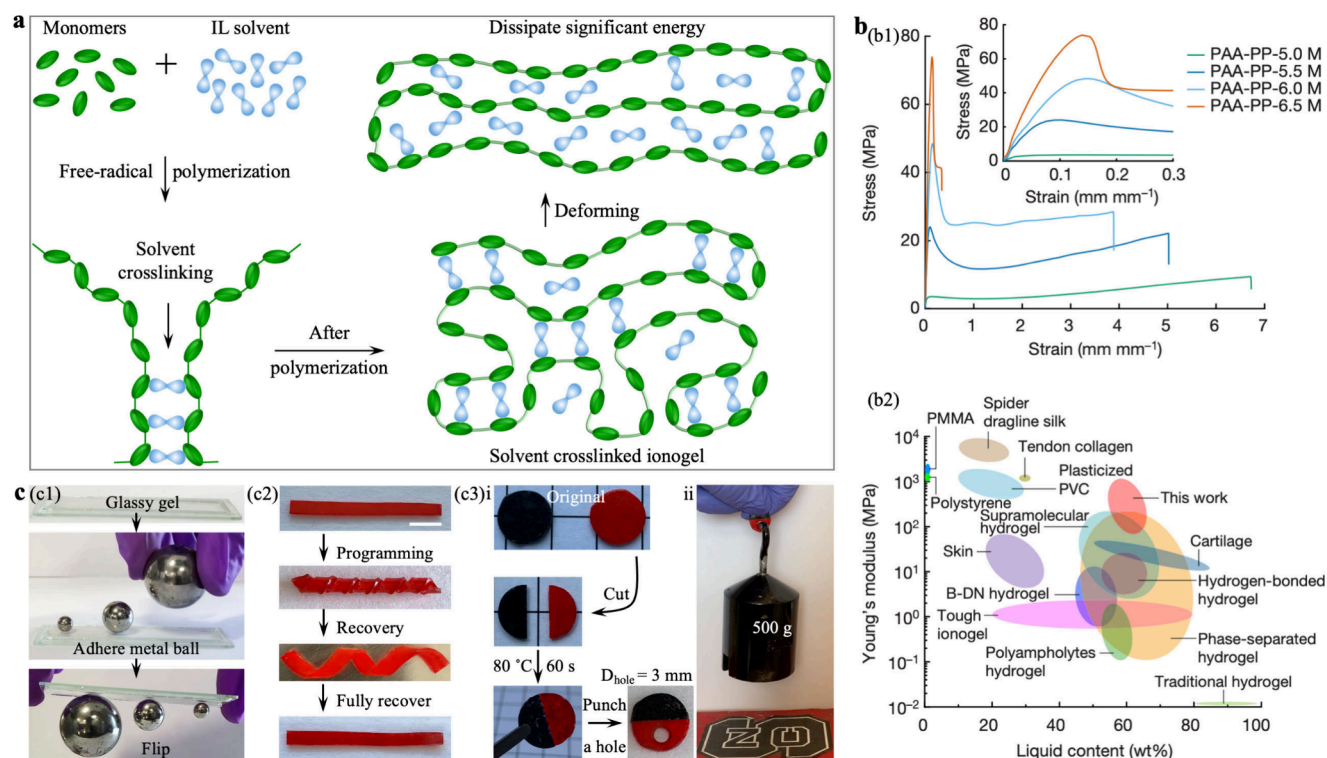 a
Monomers
IL solvent
+
Free-radical polymerization
Solvent
crosslinking
After
polymerization
Dissipate significant energy
Deforming
Solvent crosslinked ionogel
b
(b1)
80
60
40
20
0
Stress (MPa)
0 1 2 3 4 5 6 7
Strain (mm mm⁻¹)
80
60
40
20
0
Stress (MPa)
0 0.1 0.2 0.3
Strain (mm mm⁻¹)
PAA-PP-5.0 M
PAA-PP-5.5 M
PAA-PP-6.0 M
PAA-PP-6.5 M
(b2)
10⁴
10³
10²
10¹
10⁰
10⁻¹
10⁻²
Young's modulus (MPa)
PMMA
Spider
dragline silk
Tendon collagen
Plasticized
PVC
This work
Polystyrene
Supramolecular
hydrogel
Skin
Cartilage
B-DN hydrogel
Hydrogen-bonded
hydrogel
Tough
ionogel
Phase-separated
hydrogel
Polyampholytes
hydrogel
Traditional hydrogel
0 20 40 60 80 100
Liquid content (wt%)
c
(c1)
Glassy gel
Adhere metal ball
Flip
(c2)
Programming
Recovery
Fully recover
(c3)
i
Original
Cut
80 °C 60 s
Punch
a hole
Dhole = 3 mm
ii
500 g